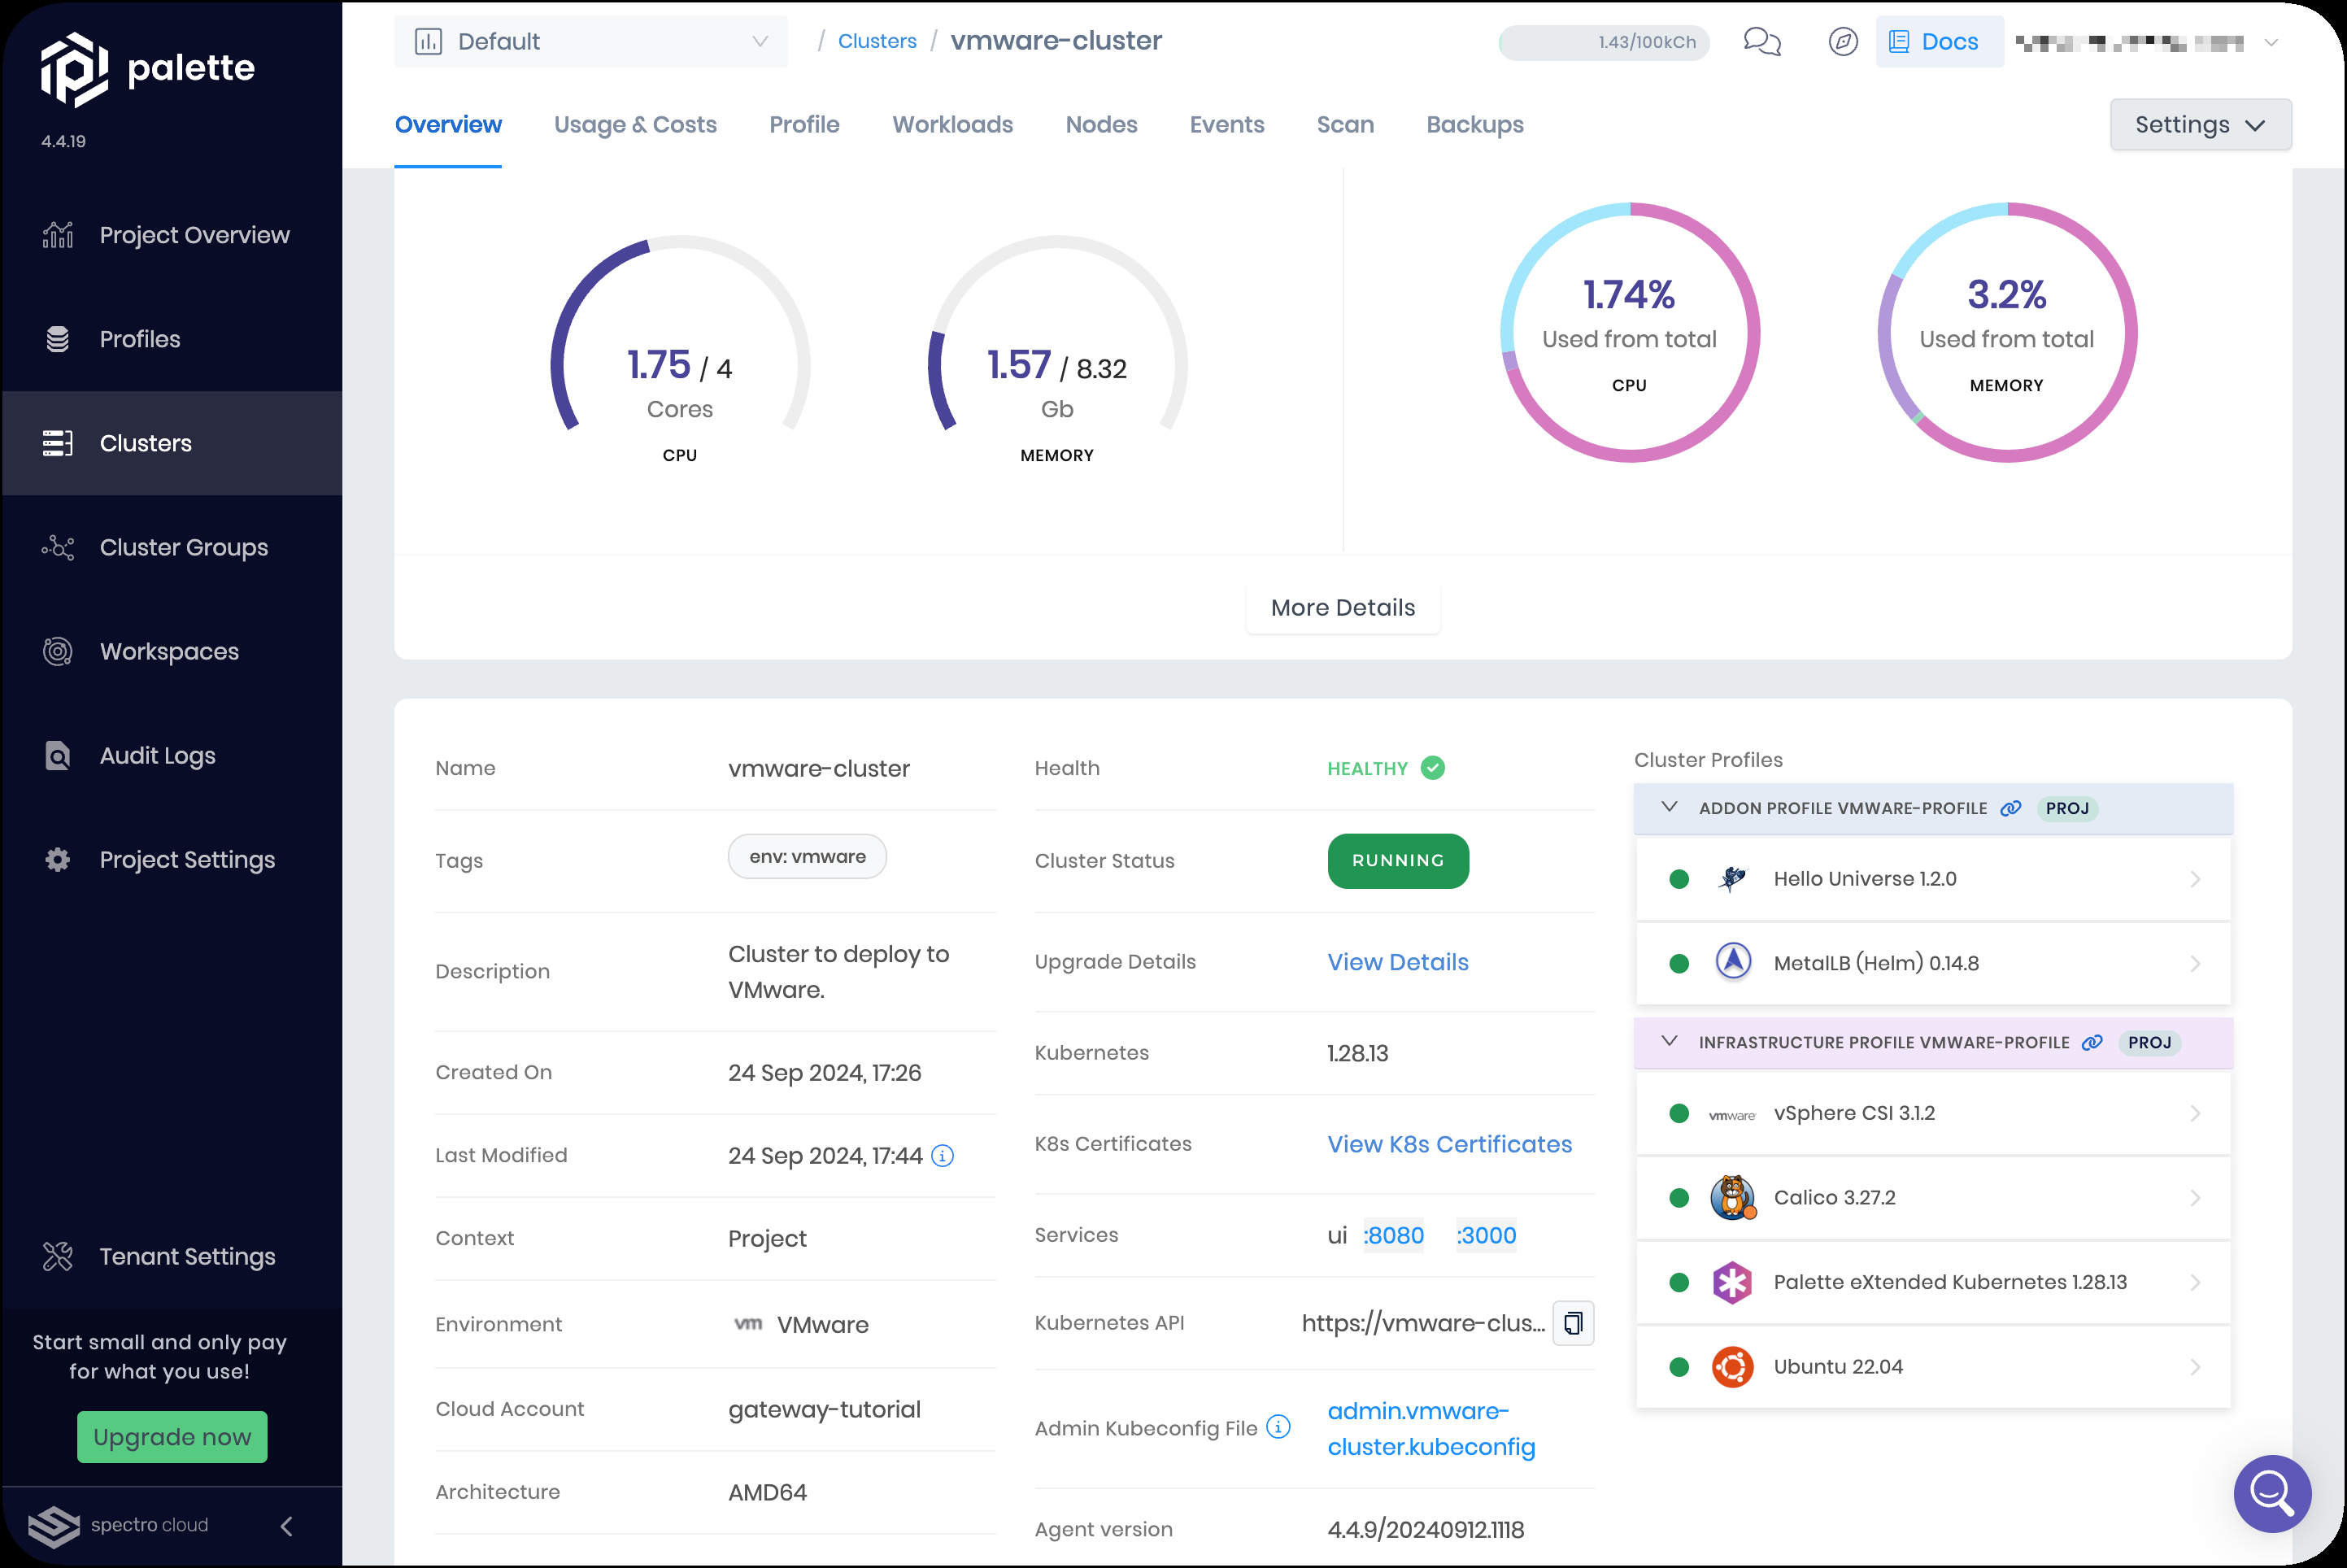 palette
4.4.19
Project Overview
Profiles
Clusters
Cluster Groups
Workspaces
Audit Logs
Project Settings
Tenant Settings
Start small and only pay
for what you use!
Upgrade now
spectro cloud
Default
/ Clusters / vmware-cluster
1.43/100kCh
Docs
Overview
Usage & Costs
Profile
Workloads
Nodes
Events
Scan
Backups
Settings
1.75 / 4
Cores
CPU
1.57 / 8.32
Gb
MEMORY
1.74%
Used from total
CPU
3.2%
Used from total
MEMORY
More Details
Name vmware-cluster
Tags env: vmware
Description Cluster to deploy to
VMware.
Created On 24 Sep 2024, 17:26
Last Modified 24 Sep 2024, 17:44
Context Project
Environment vm VMware
Cloud Account gateway-tutorial
Architecture AMD64
Health HEALTHY
Cluster Status RUNNING
Upgrade Details View Details
Kubernetes 1.28.13
K8s Certificates View K8s Certificates
Services ui :8080 :3000
Kubernetes API https://vmware-clus...
Admin Kubeconfig File admin.vmware-
cluster.kubeconfig
Agent version 4.4.9/20240912.1118
Cluster Profiles
ADDON PROFILE VMWARE-PROFILE PROJ
Hello Universe 1.2.0
MetalLB (Helm) 0.14.8
INFRASTRUCTURE PROFILE VMWARE-PROFILE PROJ
vmware vSphere CSI 3.1.2
Calico 3.27.2
Palette eXtended Kubernetes 1.28.13
Ubuntu 22.04